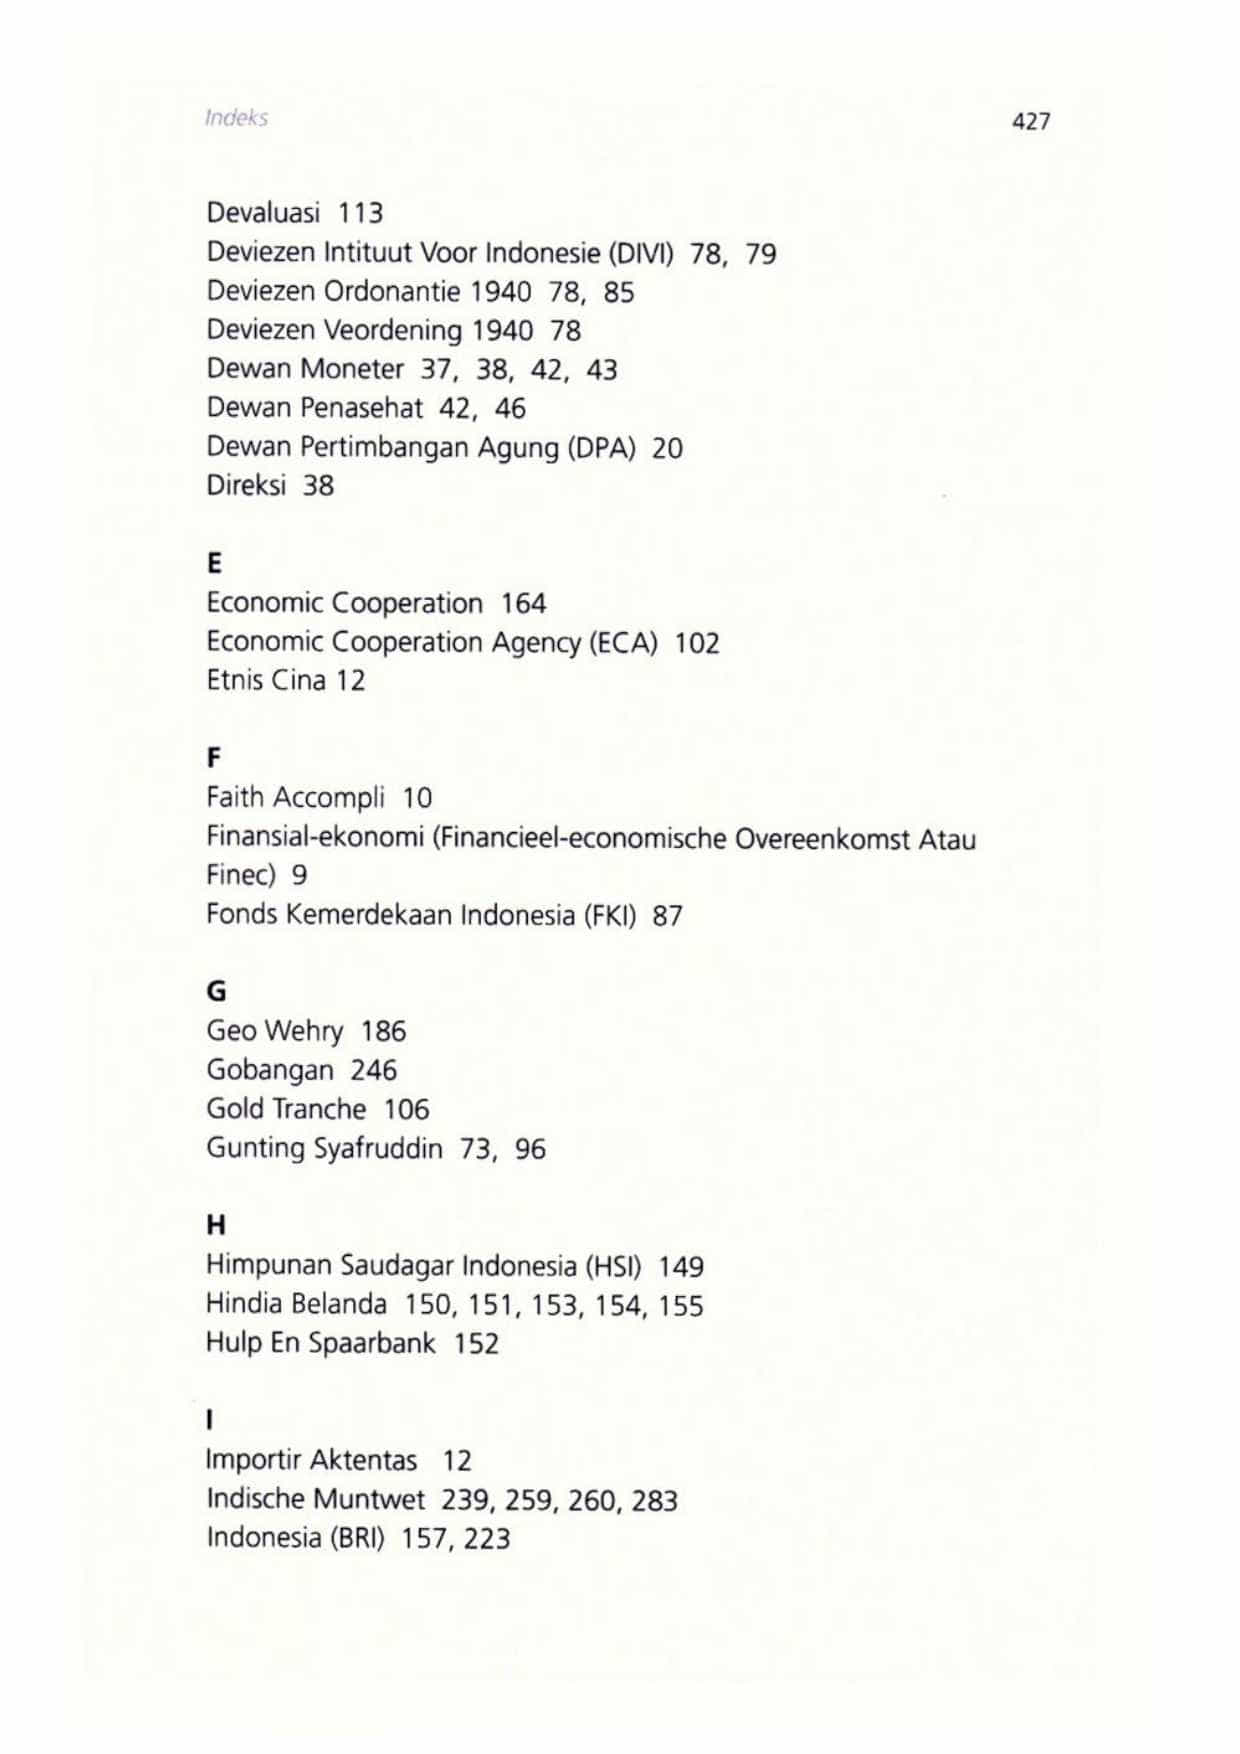 Indeks
427
Devaluasi 113
Deviezen Intituut Voor Indonesie (DIVI) 78, 79
Deviezen Ordonantie 1940 78, 85
Deviezen Veordening 1940 78
Dewan Moneter 37, 38, 42, 43
Dewan Penasehat 42, 46
Dewan Pertimbangan Agung (DPA) 20
Direksi 38
E
Economic Cooperation 164
Economic Cooperation Agency (ECA) 102
Etnis Cina 12
F
Faith Accompli 10
Finansial-ekonomi (Financieel-economische Overeenkomst Atau
Finec) 9
Fonds Kemerdekaan Indonesia (FKI) 87
G
Geo Wehry 186
Gobangan 246
Gold Tranche 106
Gunting Syafruddin 73, 96
H
Himpunan Saudagar Indonesia (HSI) 149
Hindia Belanda 150, 151, 153, 154, 155
Hulp En Spaarbank 152
I
Importir Aktentas 12
Indische Muntwet 239, 259, 260, 283
Indonesia (BRI) 157, 223